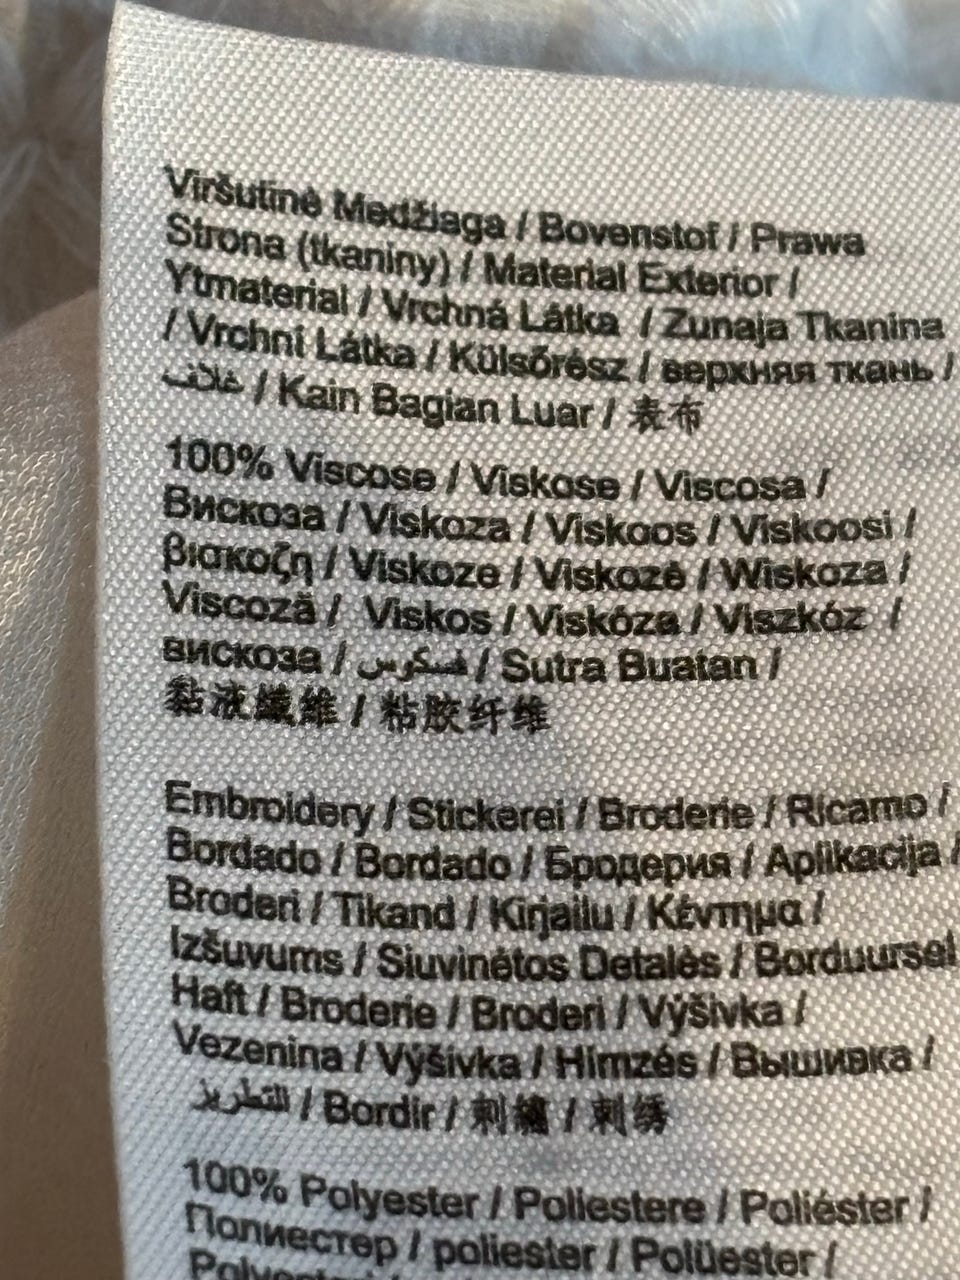 Viršutinė Medžiaga / Bovenstof / Prawa
Strona (tkaniny) / Material Exterior /
Ytmaterial / Vrchná Látka / Zunaja Tkanina
/ Vrchní Látka / Külsőrész / верхняя ткань /
غلاف / Kain Bagian Luar / 表布
100% Viscose / Viskose / Viscosa /
Вискоза / Viskoza / Viskoos / Viskoosi /
βισκοζη / Viskoze / Viskozė / Wiskoza /
Viscoză / Viskos / Viskóza / Viszkóz /
вискоза / فسكوس / Sutra Buatan /
黏液纖維 / 粘胶纤维
Embroidery / Stickerei / Broderie / Ricamo /
Bordado / Bordado / Бродерия / Aplikacija /
Broderi / Tikand / Kirjailu / Κέντημα /
Izšuvums / Siuvinėtos Detalės / Borduursel
Haft / Broderie / Broderi / Výšivka /
Vezenina / Výšivka / Hímzés / Вышивка /
التطريز / Bordir / 刺繡 / 刺绣
100% Polyester / Poliestere / Poliéster /
Полиестер / poliester / Polüester /